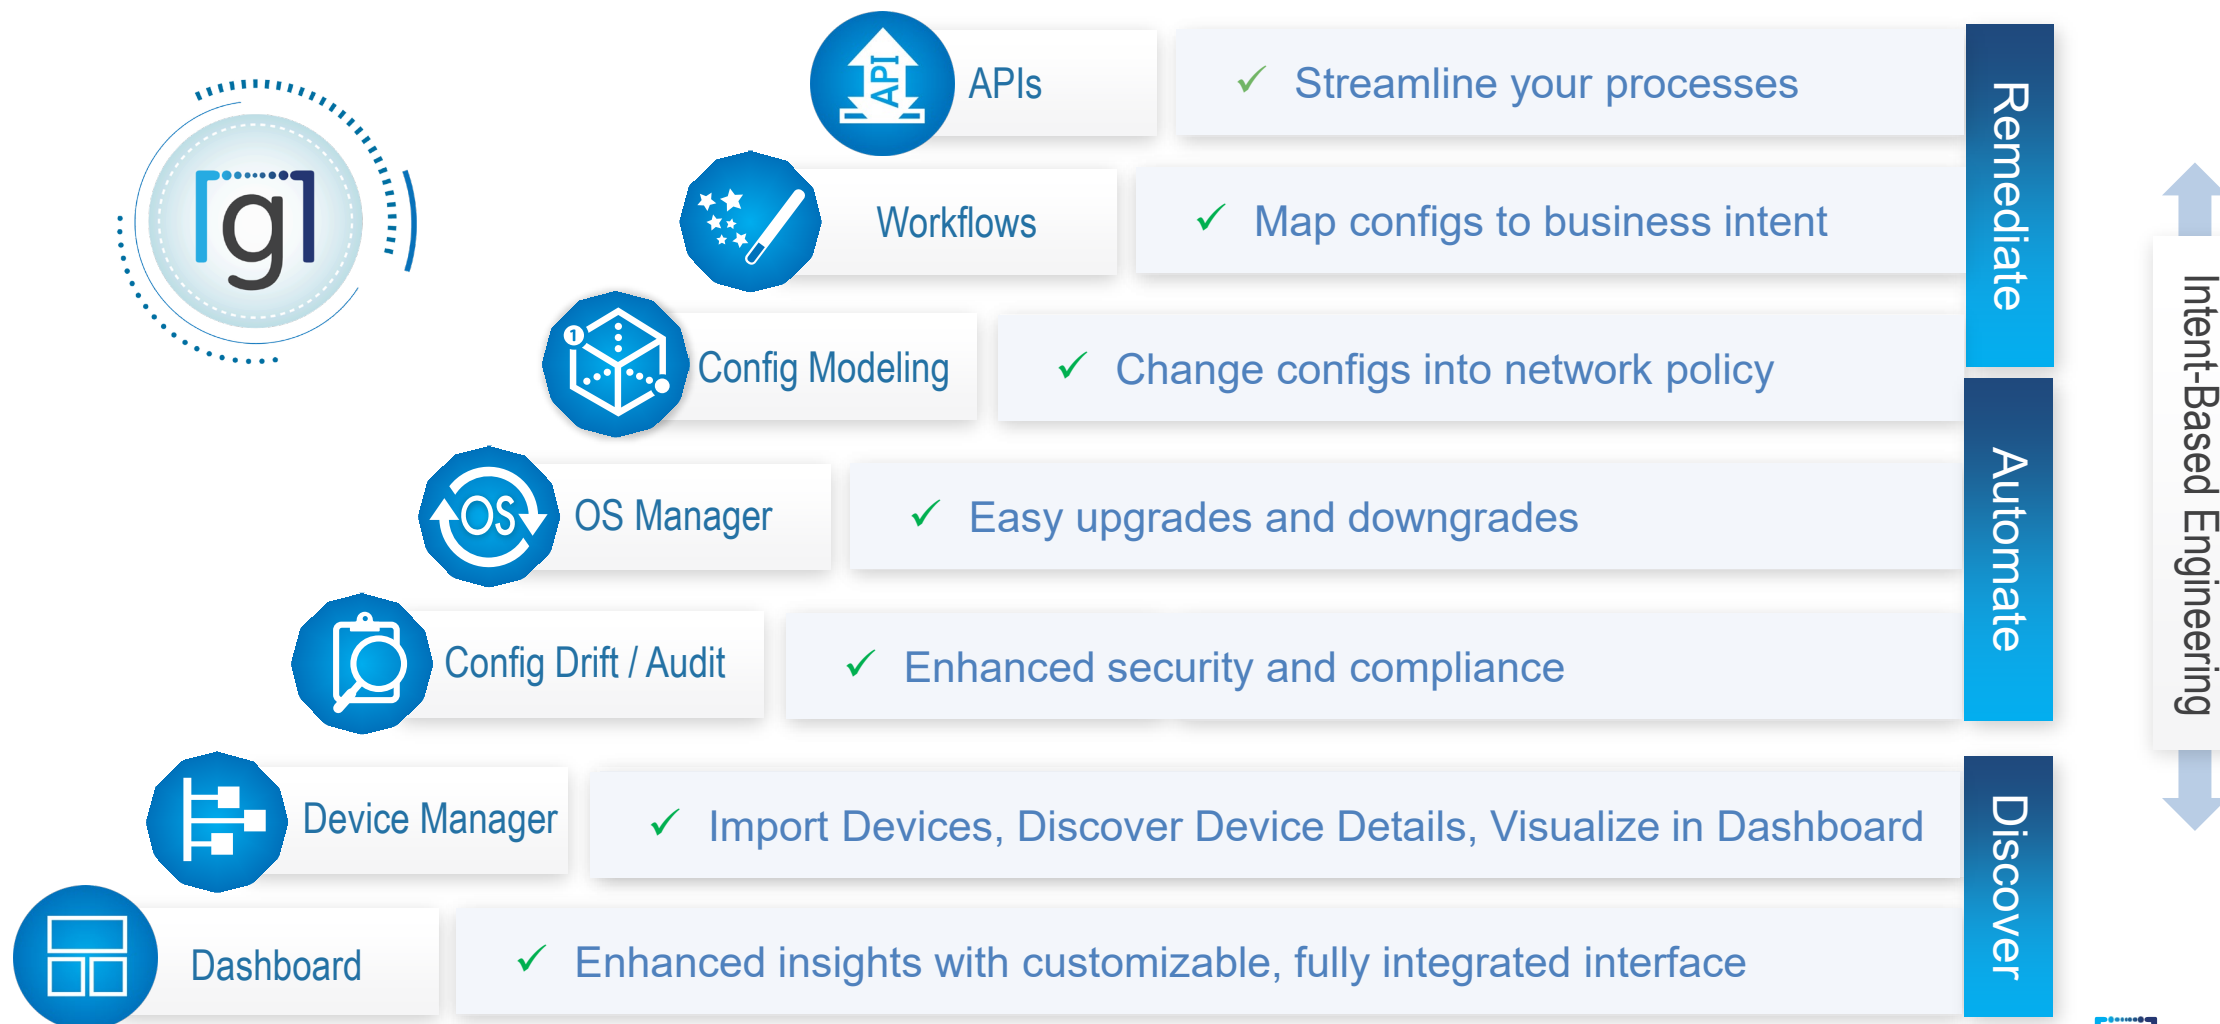 API
APIs
✓ Streamline your processes
Workflows
✓ Map configs to business intent
1
Config Modeling
✓ Change configs into network policy
OS
OS Manager
✓ Easy upgrades and downgrades
Config Drift / Audit
✓ Enhanced security and compliance
Device Manager
✓ Import Devices, Discover Device Details, Visualize in Dashboard
Dashboard
✓ Enhanced insights with customizable, fully integrated interface
[g]
Remediate
Automate
Discover
Intent-Based Engineering